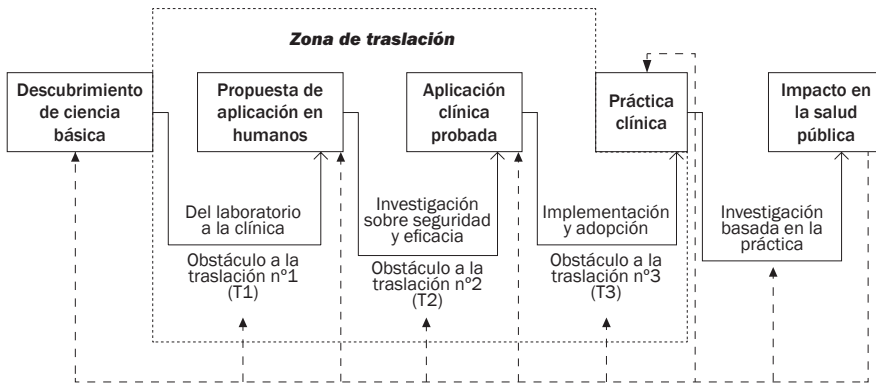 Zona de traslación
Descubrimiento
de ciencia
básica
Propuesta de
aplicación en
humanos
Aplicación
clínica
probada
Práctica
clínica
Impacto en
la salud
pública
Del laboratorio
a la clínica
Obstáculo a la
traslación nº1
(T1)
Investigación
sobre seguridad
y eficacia
Obstáculo a la
traslación nº2
(T2)
Implementación
y adopción
Obstáculo a la
traslación nº3
(T3)
Investigación
basada en la
práctica